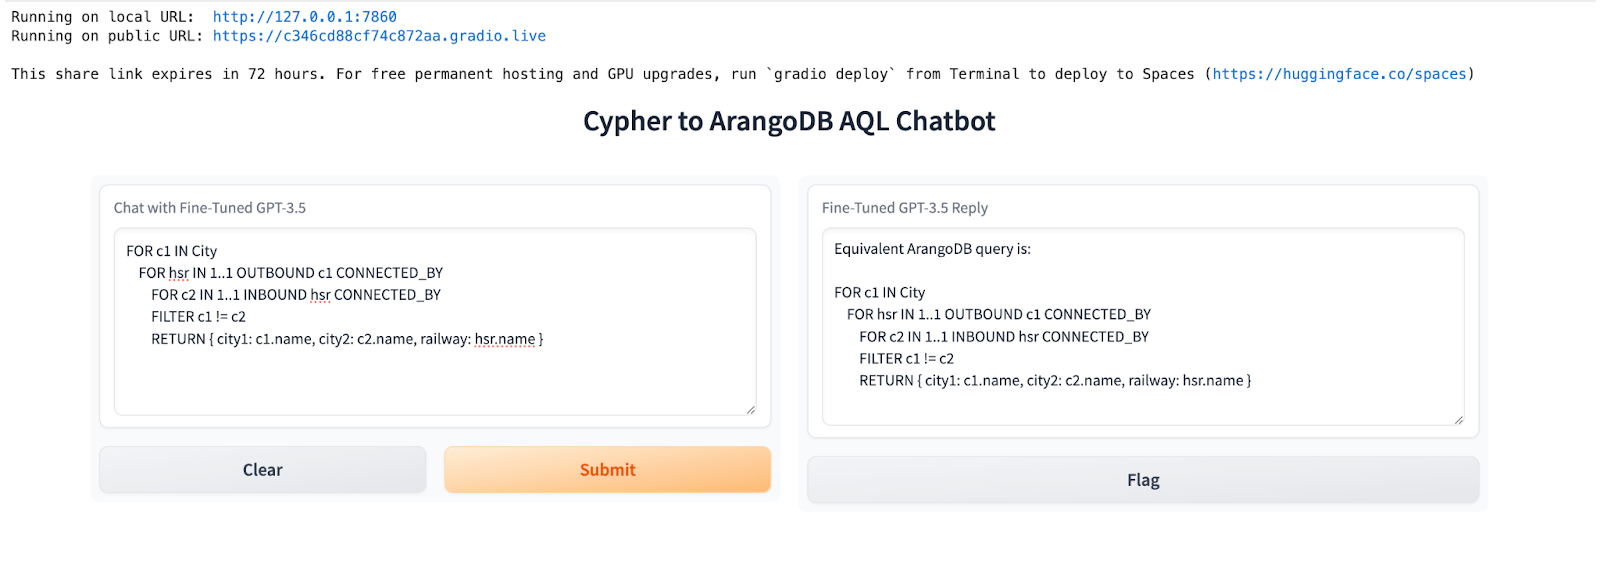 Running on local URL:  http://127.0.0.1:7860
Running on public URL: https://c346cd88cf74c872aa.gradio.live
This share link expires in 72 hours. For free permanent hosting and GPU upgrades, run `gradio deploy` from Terminal to deploy to Spaces (https://huggingface.co/spaces)
Cypher to ArangoDB AQL Chatbot
Chat with Fine-Tuned GPT-3.5
FOR c1 IN City
FOR hsr IN 1..1 OUTBOUND c1 CONNECTED_BY
FOR c2 IN 1..1 INBOUND hsr CONNECTED_BY
FILTER c1 != c2
RETURN { city1: c1.name, city2: c2.name, railway: hsr.name }
Clear
Submit
Fine-Tuned GPT-3.5 Reply
Equivalent ArangoDB query is:
FOR c1 IN City
FOR hsr IN 1..1 OUTBOUND c1 CONNECTED_BY
FOR c2 IN 1..1 INBOUND hsr CONNECTED_BY
FILTER c1 != c2
RETURN { city1: c1.name, city2: c2.name, railway: hsr.name }
Flag